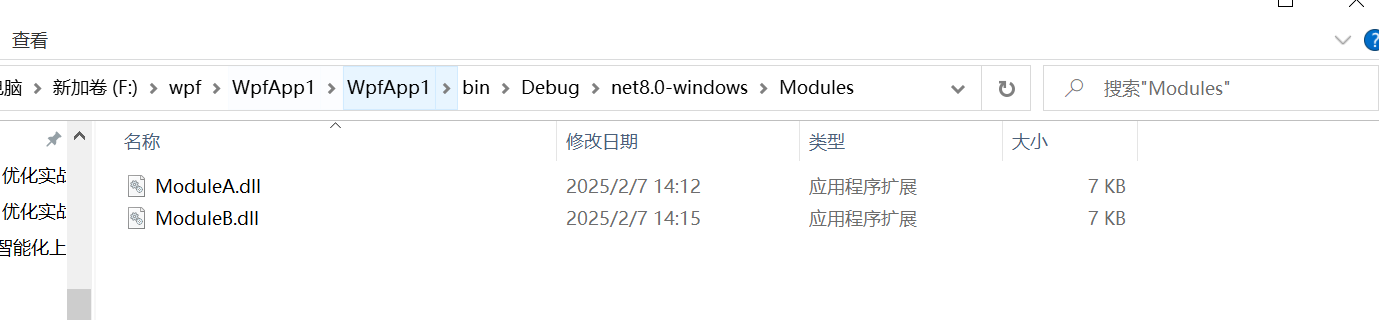 查看
电脑 新加卷 (F:) wpf WpfApp1 WpfApp1 bin Debug net8.0-windows Modules 搜索"Modules"
名称 修改日期 类型 大小
优化实战
ModuleA.dll 2025/2/7 14:12 应用程序扩展 7 KB
优化实战
ModuleB.dll 2025/2/7 14:15 应用程序扩展 7 KB
智能化上